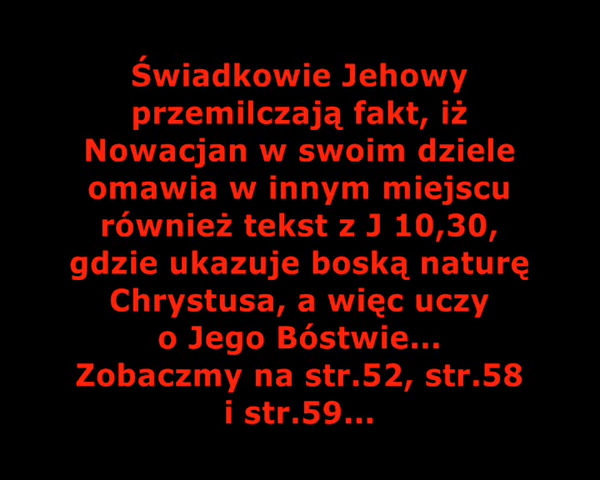 Świadkowie Jehowy
przemilczają fakt, iż
Nowacjan w swoim dziele
omawia w innym miejscu
również tekst z J 10,30,
gdzie ukazuje boską naturę
Chrystusa, a więc uczy
o Jego Bóstwie...
Zobaczmy na str.52, str.58
i str.59...